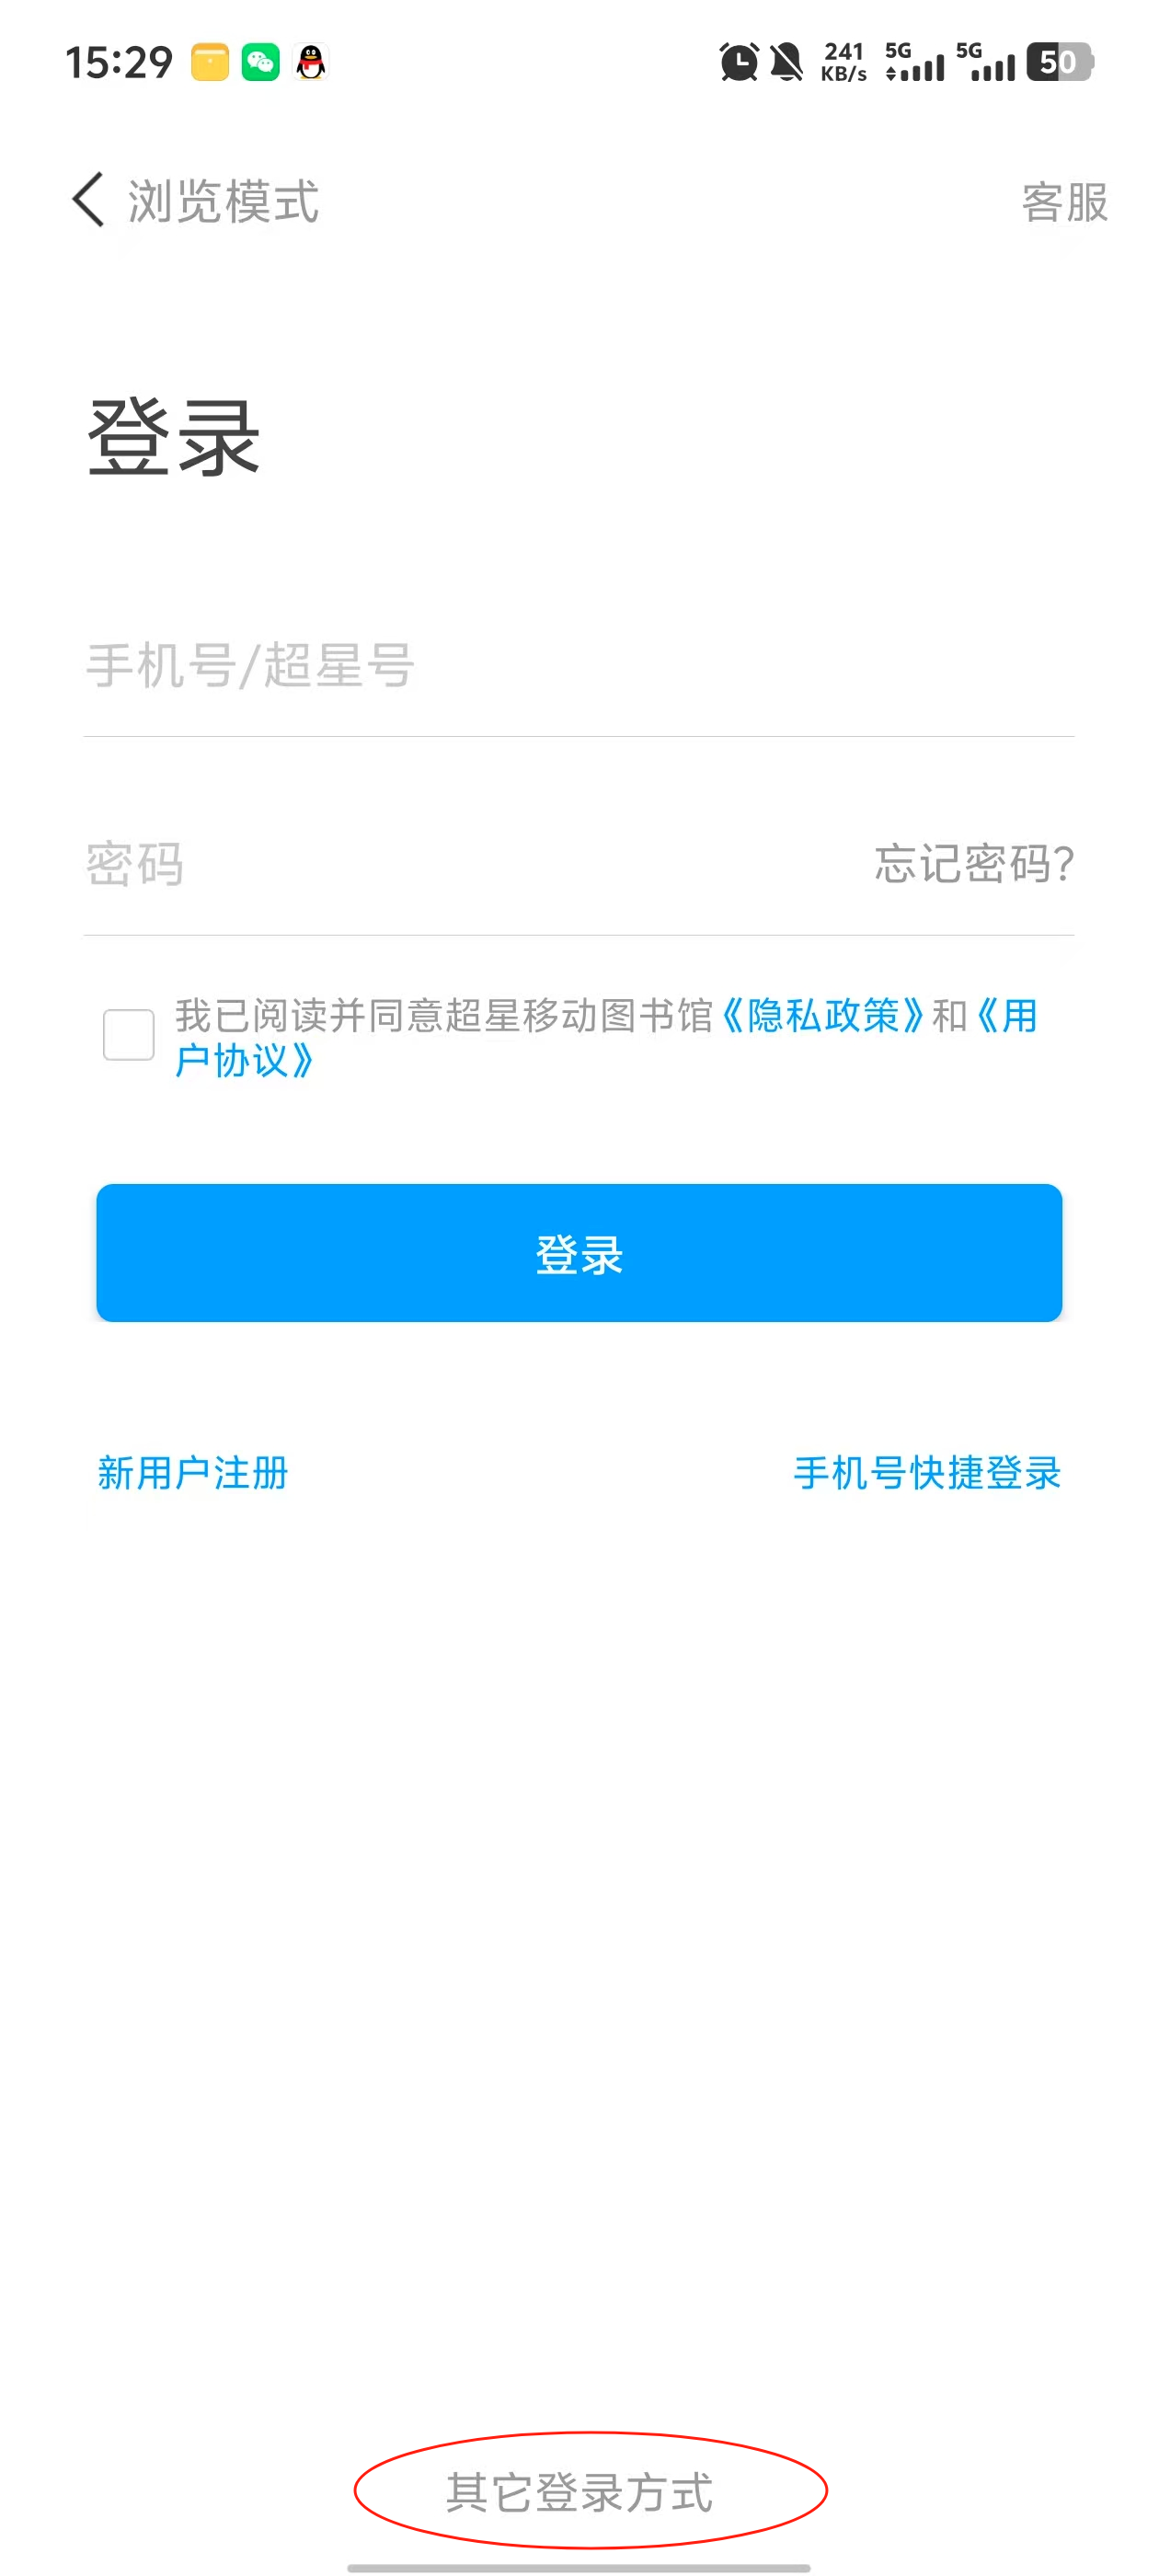 15:29
241
KB/s
5G
5G
50
浏览模式
客服
登录
手机号/超星号
密码
忘记密码?
我已阅读并同意超星移动图书馆《隐私政策》和《用
户协议》
登录
新用户注册
手机号快捷登录
其它登录方式